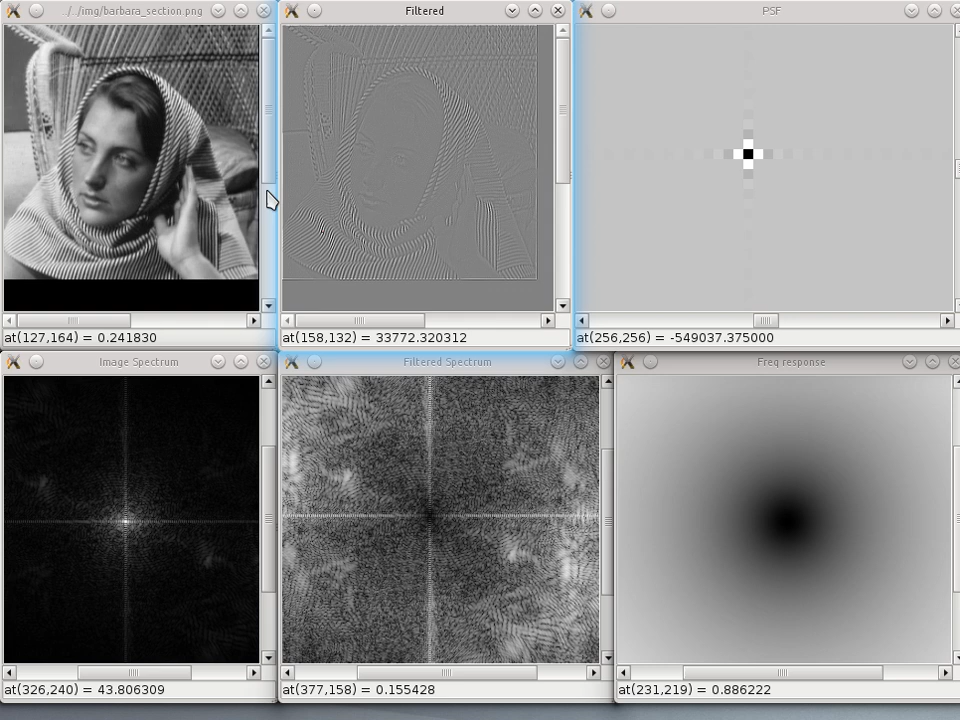 ../../img/barbara_section.png
Filtered
PSF
at(127,164) = 0.241830
at(158,132) = 33772.320312
at(256,256) = -549037.375000
Image Spectrum
Filtered Spectrum
Freq response
at(326,240) = 43.806309
at(377,158) = 0.155428
at(231,219) = 0.886222